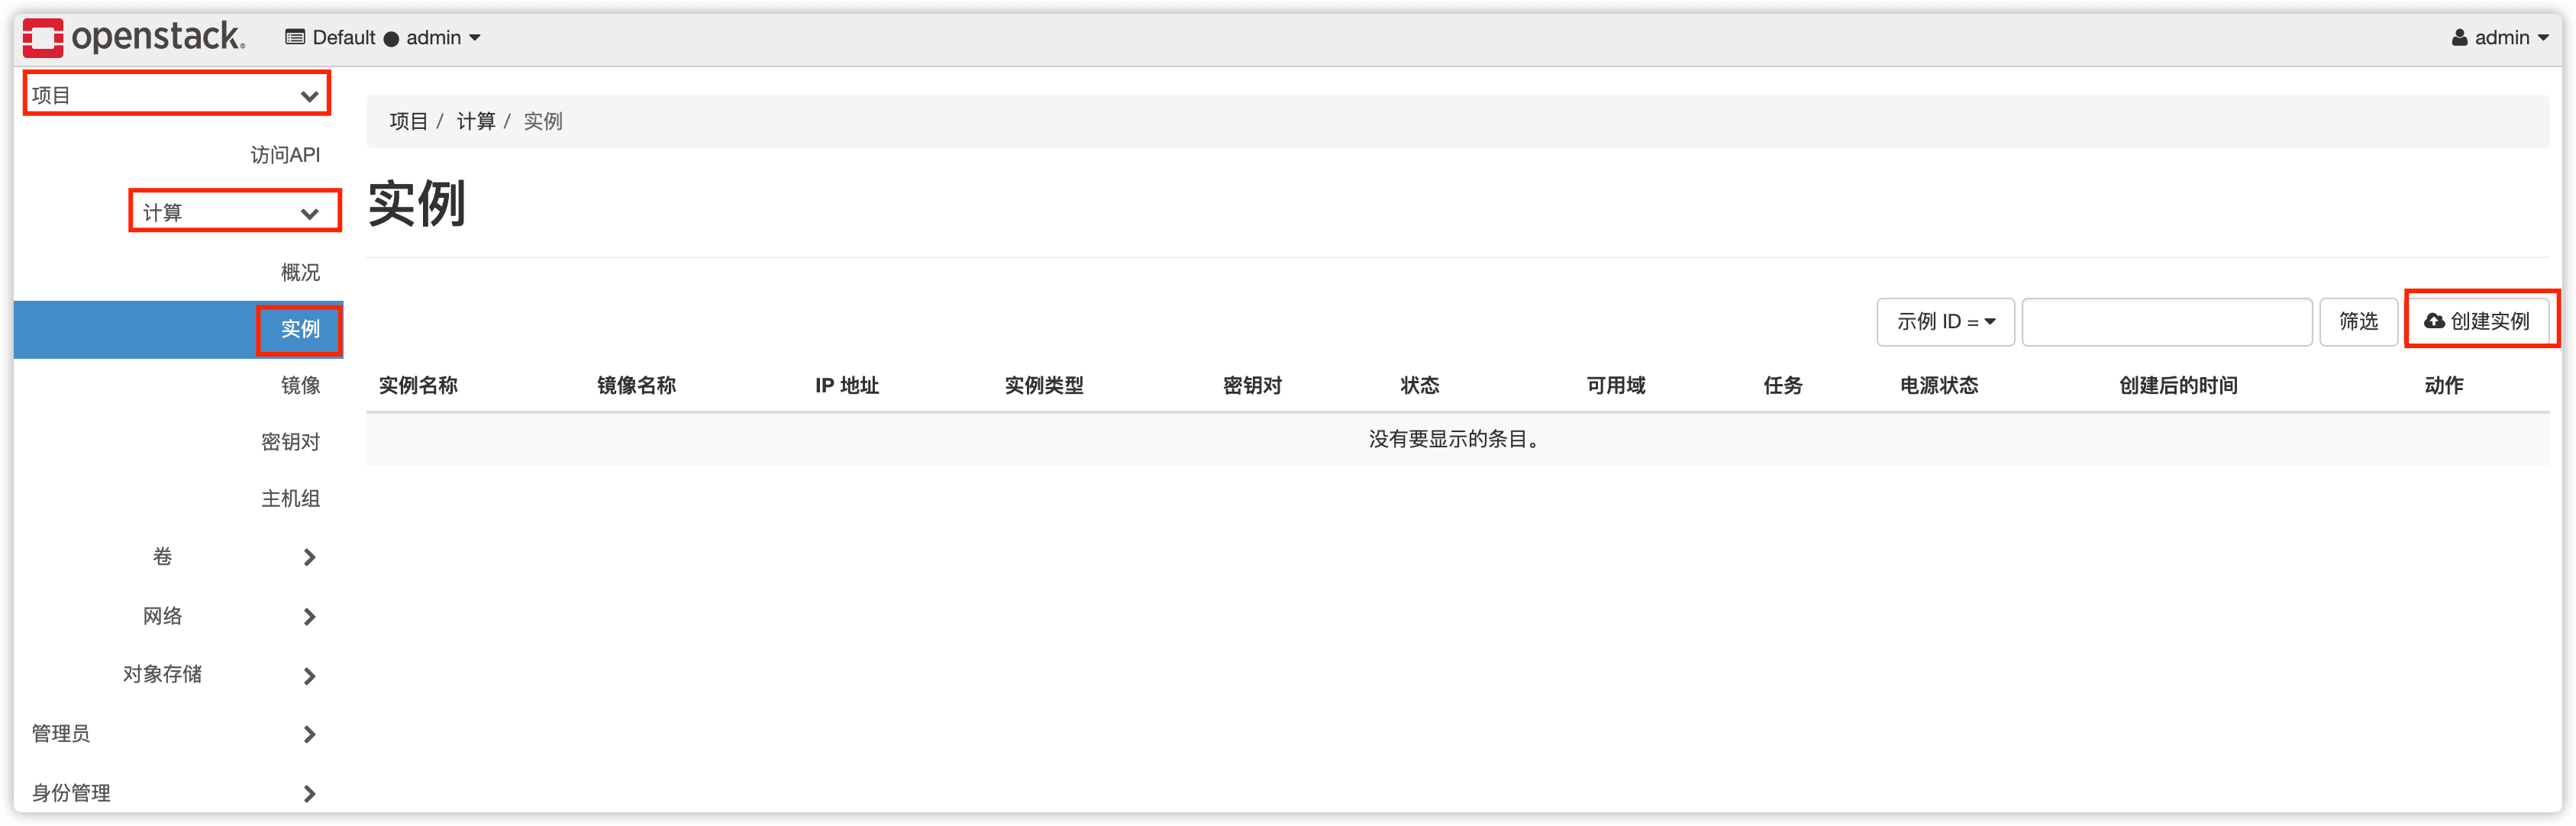 openstack.
Default ● admin
admin
项目
访问API
计算
概况
实例
镜像
密钥对
主机组
卷
网络
对象存储
管理员
身份管理
项目 / 计算 / 实例
实例
示例 ID =
筛选
创建实例
实例名称 镜像名称 IP 地址 实例类型 密钥对 状态 可用域 任务 电源状态 创建后的时间 动作
没有要显示的条目。